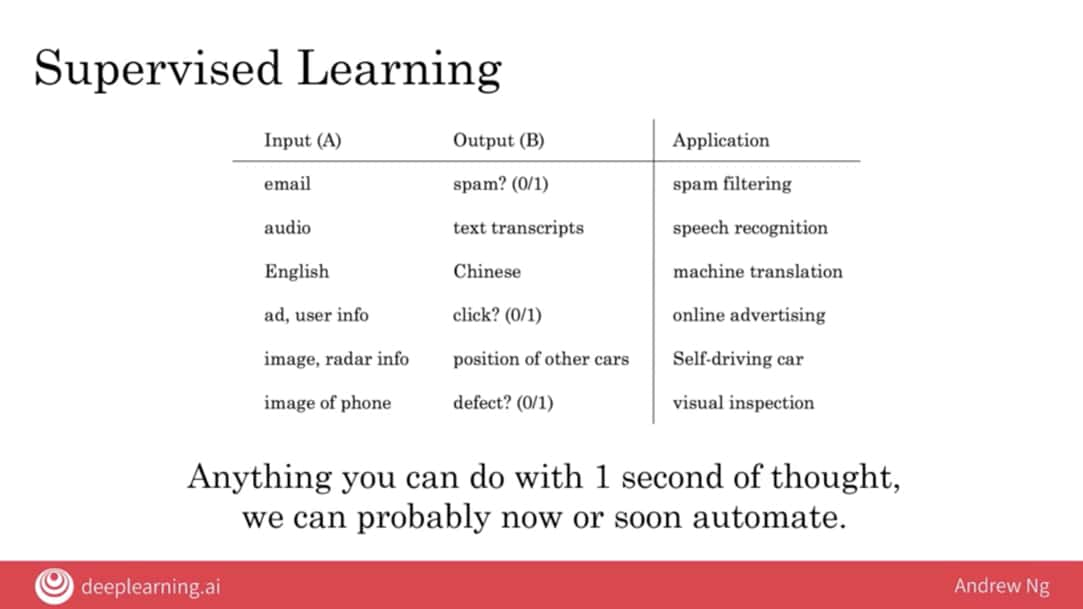 Supervised Learning
Input (A) Output (B) Application
email spam? (0/1) spam filtering
audio text transcripts speech recognition
English Chinese machine translation
ad, user info click? (0/1) online advertising
image, radar info position of other cars Self-driving car
image of phone defect? (0/1) visual inspection
Anything you can do with 1 second of thought,
we can probably now or soon automate.
deeplearning.ai Andrew Ng